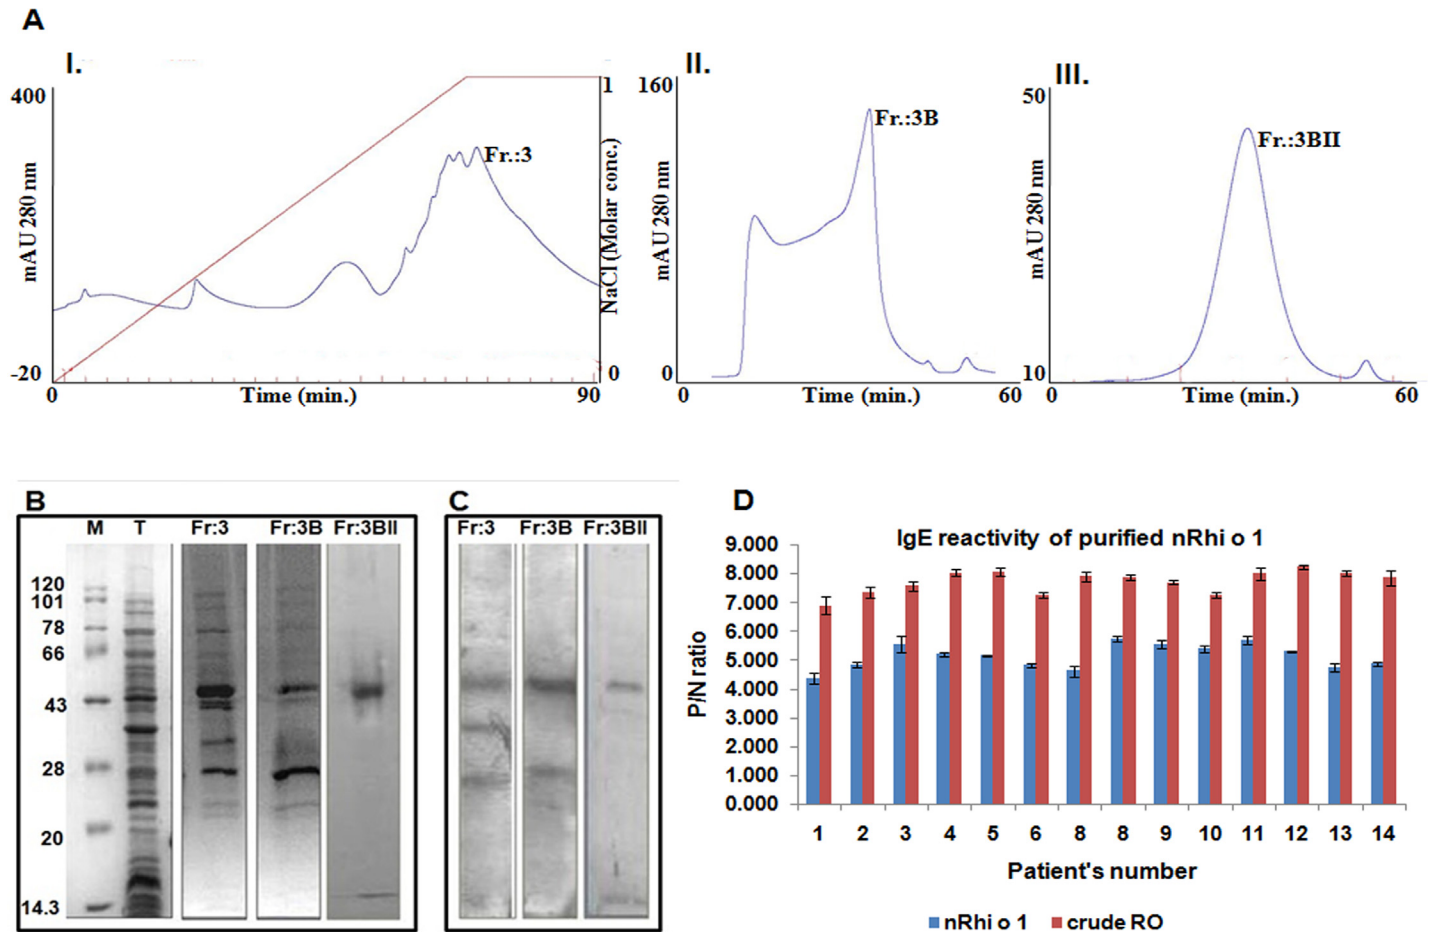 A
I.
400
mAU 280 nm
-20
0
Time (min.)
90
Fr.:3
1
NaCl (Molar conc.)
0
II.
160
mAU 280 nm
0
0
Time (min.)
60
Fr.:3B
III.
50
mAU 280 nm
10
0
Time (min.)
60
Fr.:3BII
B
M T Fr:3 Fr:3B Fr:3BII
120
101
78
66
43
28
20
14.3
C
Fr:3 Fr:3B Fr:3BII
D
IgE reactivity of purified nRhi o 1
P/N ratio
9.000
8.000
7.000
6.000
5.000
4.000
3.000
2.000
1.000
0.000
1 2 3 4 5 6 8 8 9 10 11 12 13 14
Patient's number
nRhi o 1 crude RO